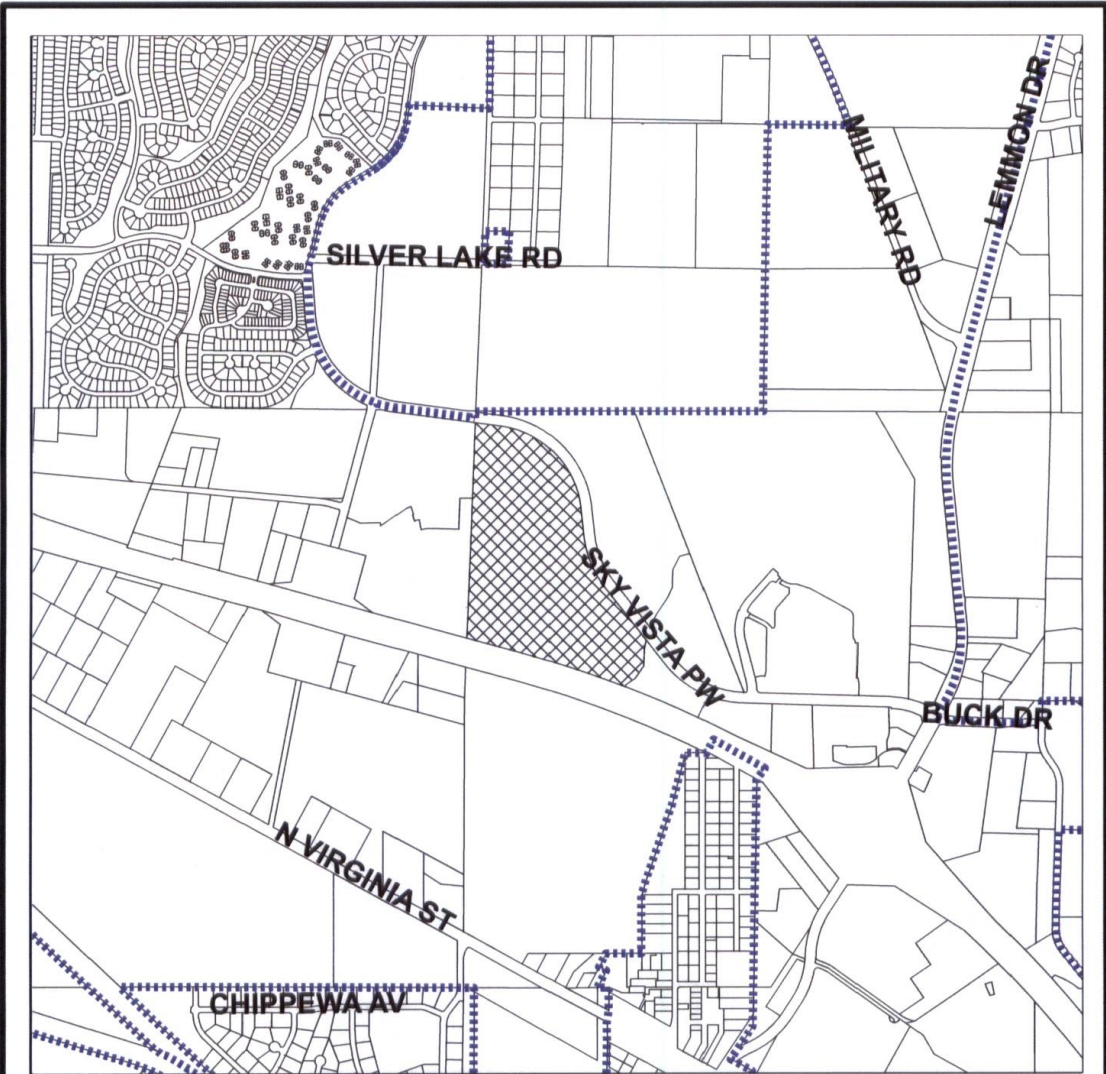 LEMMON DR
MILITARY RD
SILVER LAKE RD
SKY VISTA PW
BUCK DR
N VIRGINIA ST
CHIPPEWA AV